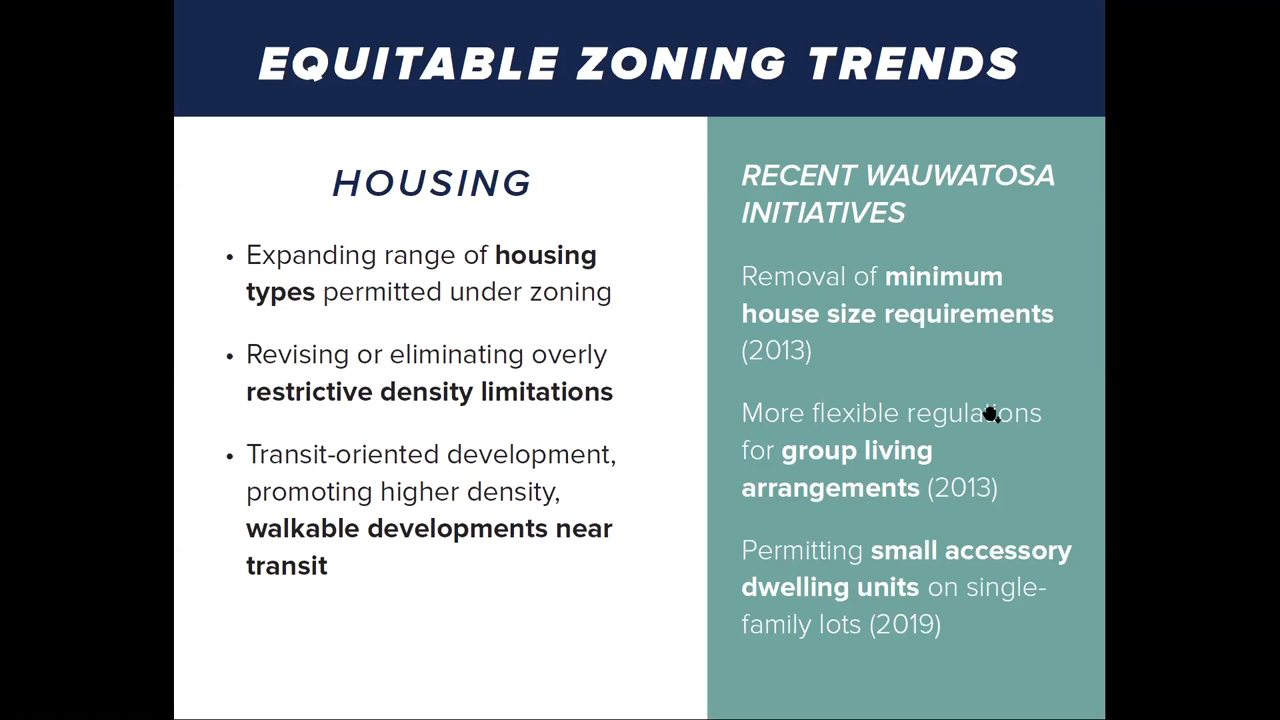 EQUITABLE ZONING TRENDS
HOUSING
• Expanding range of housing
types permitted under zoning
• Revising or eliminating overly
restrictive density limitations
• Transit-oriented development,
promoting higher density,
walkable developments near
transit
RECENT WAUWATOSA
INITIATIVES
Removal of minimum
house size requirements
(2013)
More flexible regulations
for group living
arrangements (2013)
Permitting small accessory
dwelling units on single-
family lots (2019)